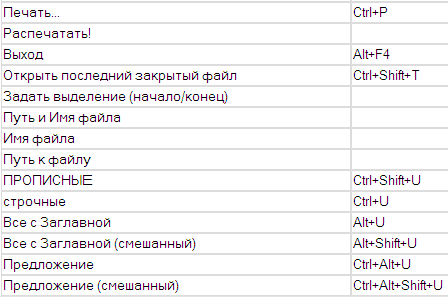 Печать... Ctrl+P
Распечатать!
Выход Alt+F4
Открыть последний закрытый файл Ctrl+Shift+T
Задать выделение (начало/конец)
Путь и Имя файла
Имя файла
Путь к файлу
ПРОПИСНЫЕ Ctrl+Shift+U
строчные Ctrl+U
Все с Заглавной Alt+U
Все с Заглавной (смешанный) Alt+Shift+U
Предложение Ctrl+Alt+U
Предложение (смешанный) Ctrl+Alt+Shift+U